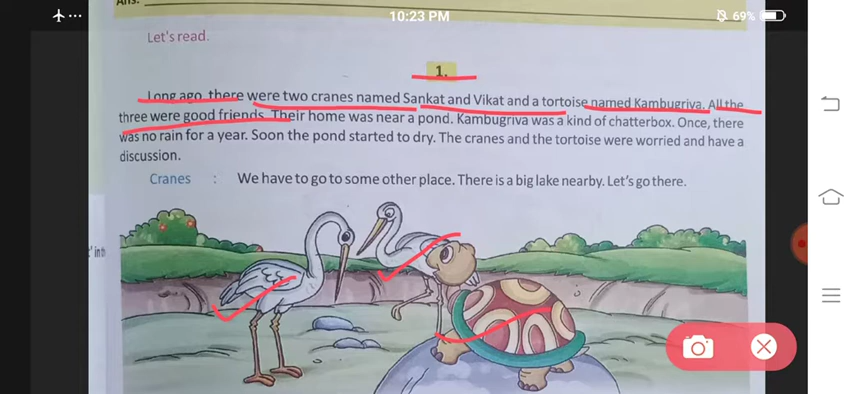 Ans.
10:23 PM
69%
Let's read.
1.
Long ago, there were two cranes named Sankat and Vikat and a tortoise named Kambugriva. All the
three were good friends. Their home was near a pond. Kambugriva was a kind of chatterbox. Once, there
was no rain for a year. Soon the pond started to dry. The cranes and the tortoise were worried and have a
discussion.
Cranes : We have to go to some other place. There is a big lake nearby. Let's go there.